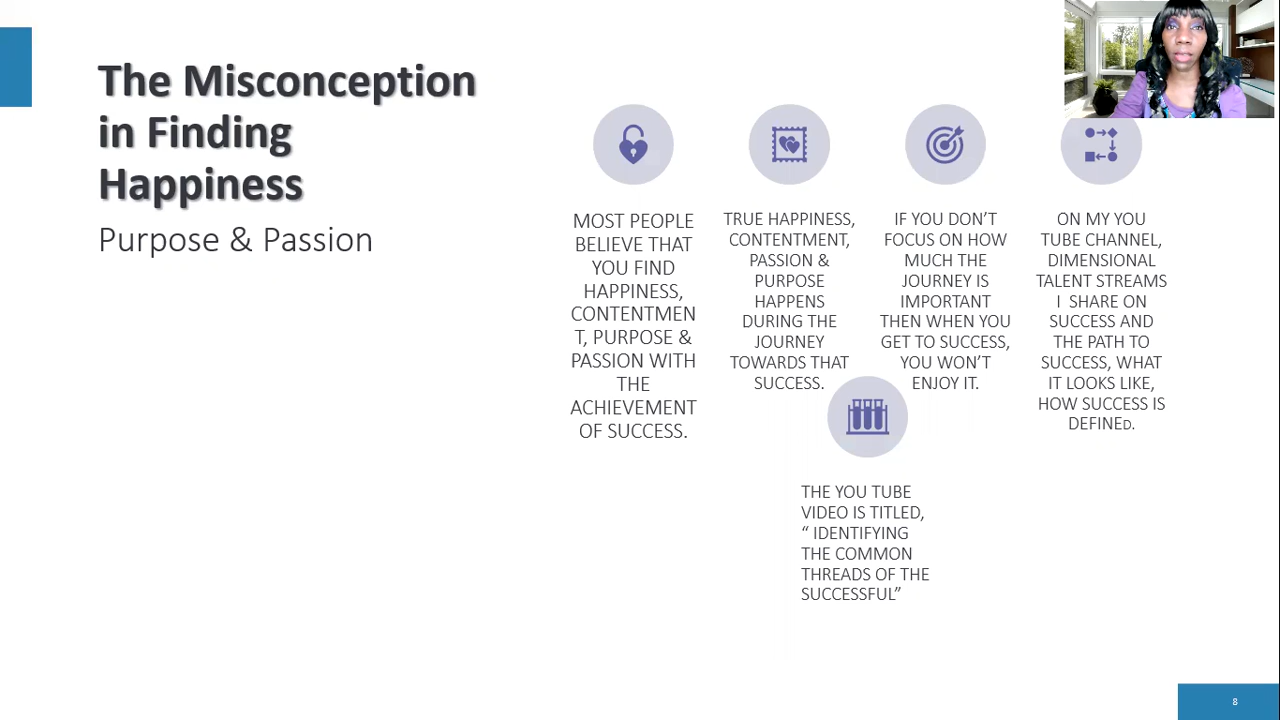 The Misconception
in Finding
Happiness
Purpose & Passion
MOST PEOPLE
BELIEVE THAT
YOU FIND
HAPPINESS,
CONTENTMEN
T, PURPOSE &
PASSION WITH
THE
ACHIEVEMENT
OF SUCCESS.
TRUE HAPPINESS,
CONTENTMENT,
PASSION &
PURPOSE
HAPPENS
DURING THE
JOURNEY
TOWARDS THAT
SUCCESS.
IF YOU DON’T
FOCUS ON HOW
MUCH THE
JOURNEY IS
IMPORTANT
THEN WHEN YOU
GET TO SUCCESS,
YOU WON’T
ENJOY IT.
ON MY YOU
TUBE CHANNEL,
DIMENSIONAL
TALENT STREAMS
I SHARE ON
SUCCESS AND
THE PATH TO
SUCCESS, WHAT
IT LOOKS LIKE,
HOW SUCCESS IS
DEFINED.
THE YOU TUBE
VIDEO IS TITLED,
“ IDENTIFYING
THE COMMON
THREADS OF THE
SUCCESSFUL”
8